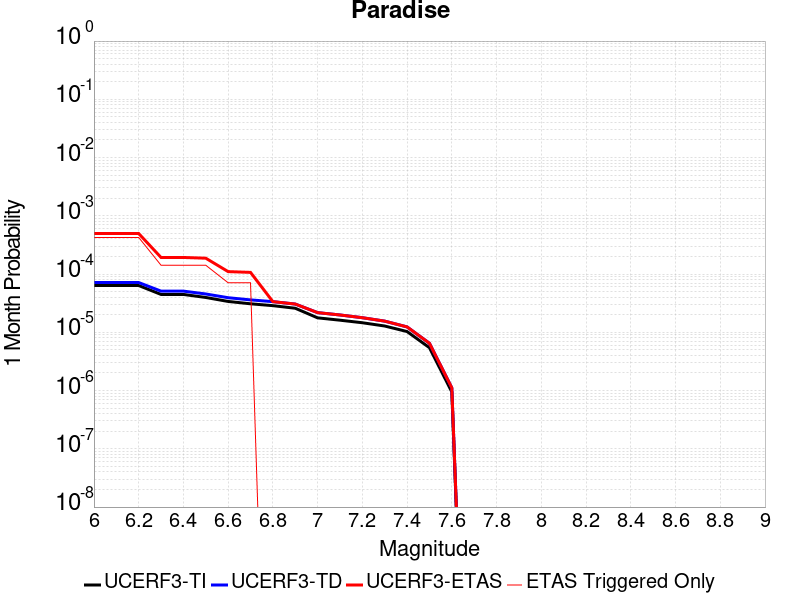 Paradise
10^0
10^-1
10^-2
10^-3
10^-4
10^-5
10^-6
10^-7
10^-8
1 Month Probability
6 6.2 6.4 6.6 6.8 7 7.2 7.4 7.6 7.8 8 8.2 8.4 8.6 8.8 9
Magnitude
UCERF3-TI UCERF3-TD UCERF3-ETAS ETAS Triggered Only